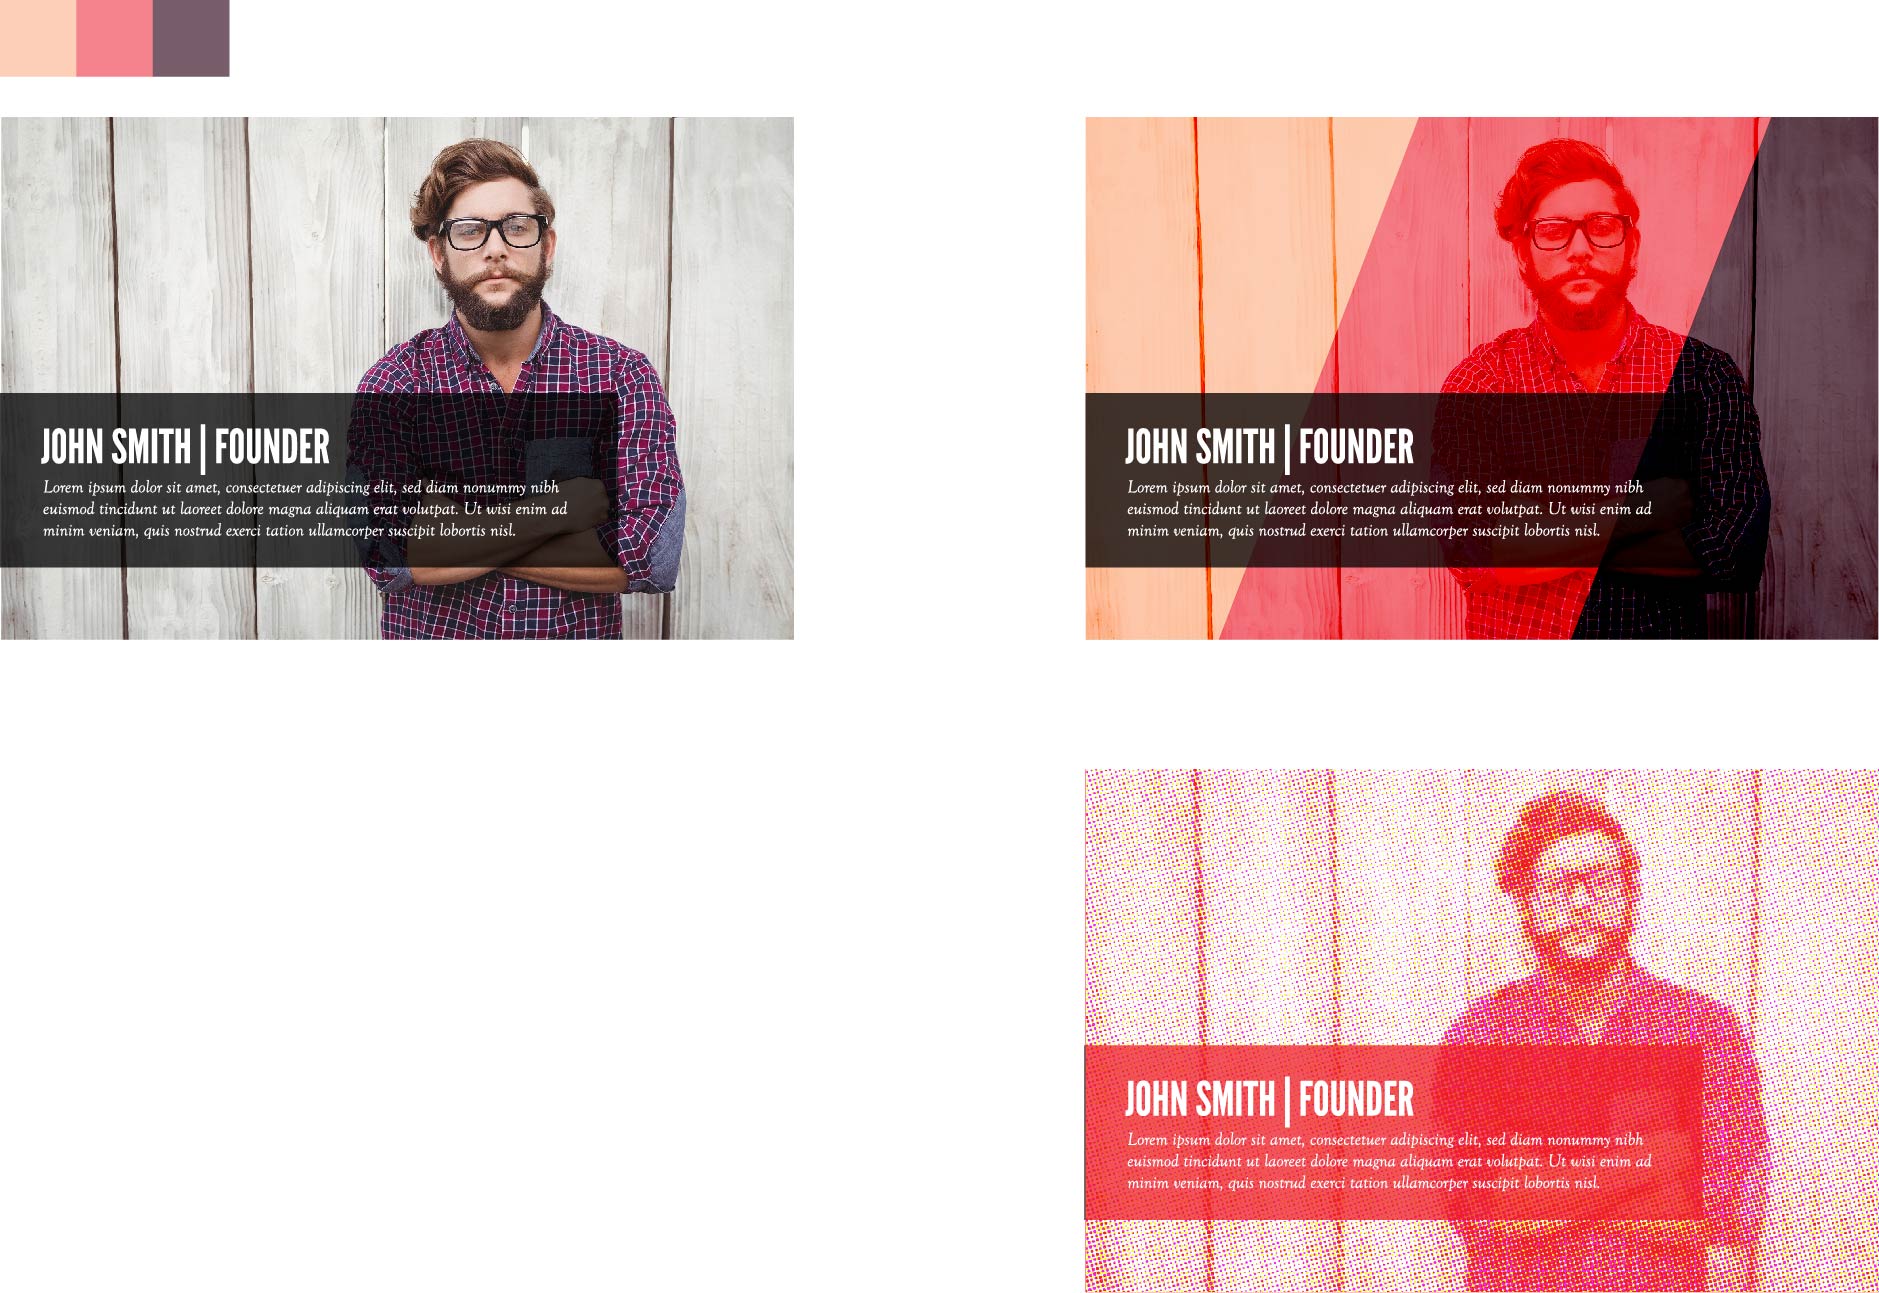 JOHN SMITH | FOUNDER
Lorem ipsum dolor sit amet, consectetuer adipiscing elit, sed diam nonummy nibh
euismod tincidunt ut laoreet dolore magna aliquam erat volutpat. Ut wisi enim ad
minim veniam, quis nostrud exerci tation ullamcorper suscipit lobortis nisl.
JOHN SMITH | FOUNDER
Lorem ipsum dolor sit amet, consectetuer adipiscing elit, sed diam nonummy nibh
euismod tincidunt ut laoreet dolore magna aliquam erat volutpat. Ut wisi enim ad
minim veniam, quis nostrud exerci tation ullamcorper suscipit lobortis nisl.
JOHN SMITH | FOUNDER
Lorem ipsum dolor sit amet, consectetuer adipiscing elit, sed diam nonummy nibh
euismod tincidunt ut laoreet dolore magna aliquam erat volutpat. Ut wisi enim ad
minim veniam, quis nostrud exerci tation ullamcorper suscipit lobortis nisl.